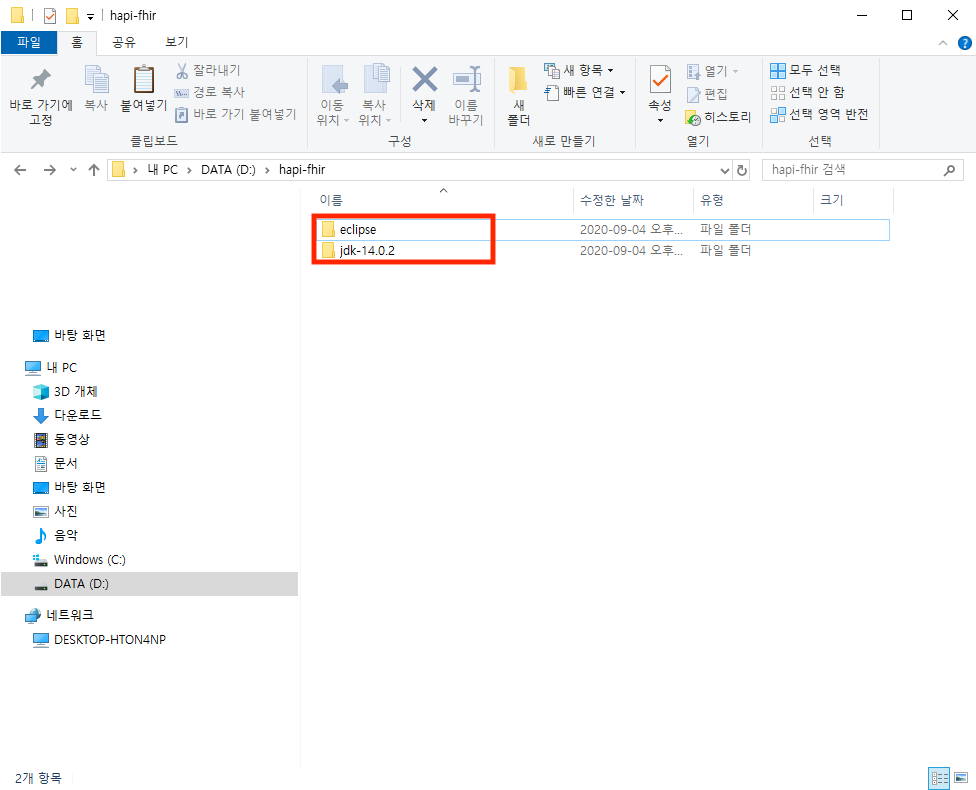 hapi-fhir
파일 홈 공유 보기
바로 가기에 고정
복사
붙여넣기
잘라내기
경로 복사
바로 가기 붙여넣기
클립보드
이동 위치
복사 위치
삭제
이름 바꾸기
구성
새 폴더
새 항목
빠른 연결
새로 만들기
속성
열기
편집
히스토리
열기
모두 선택
선택 안 함
선택 영역 반전
선택
내 PC > DATA (D:) > hapi-fhir
hapi-fhir 검색
이름 수정한 날짜 유형 크기
eclipse 2020-09-04 오후... 파일 폴더
jdk-14.0.2 2020-09-04 오후... 파일 폴더
바탕 화면
내 PC
3D 개체
다운로드
동영상
문서
바탕 화면
사진
음악
Windows (C:)
DATA (D:)
네트워크
DESKTOP-HTON4NP
2개 항목